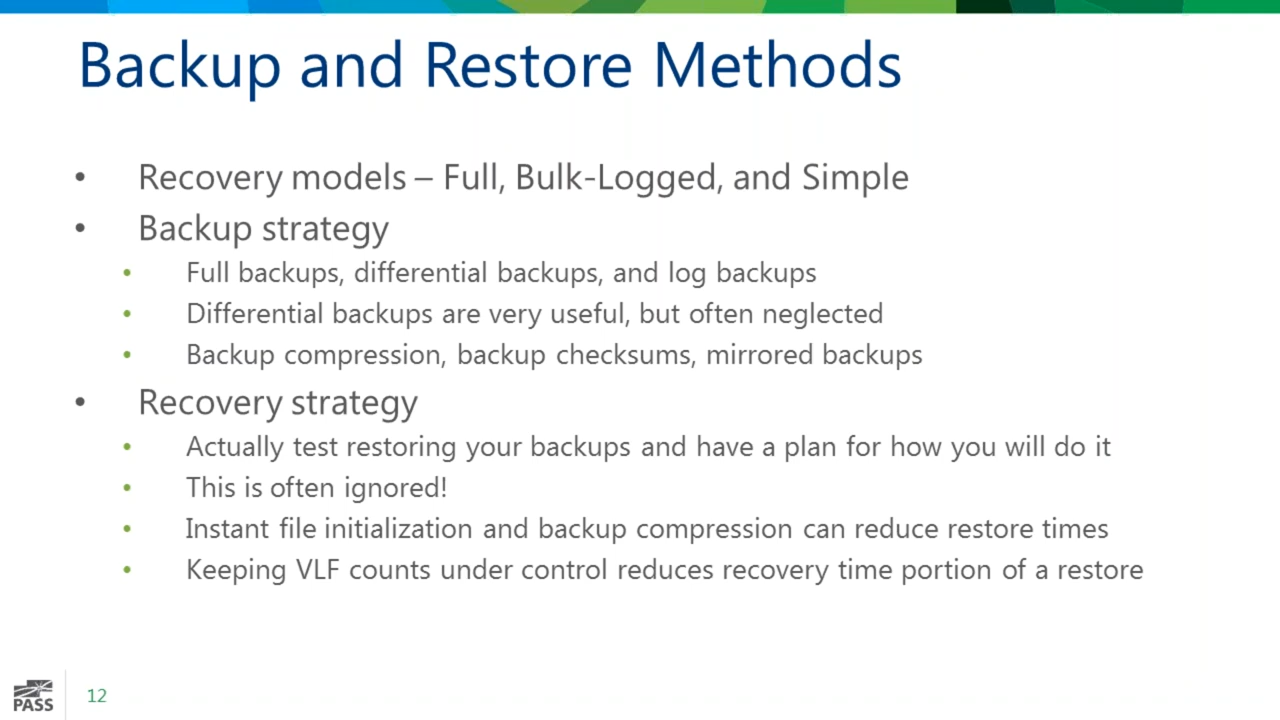 Backup and Restore Methods
• Recovery models – Full, Bulk-Logged, and Simple
• Backup strategy
• Full backups, differential backups, and log backups
• Differential backups are very useful, but often neglected
• Backup compression, backup checksums, mirrored backups
• Recovery strategy
• Actually test restoring your backups and have a plan for how you will do it
• This is often ignored!
• Instant file initialization and backup compression can reduce restore times
• Keeping VLF counts under control reduces recovery time portion of a restore
PASS
12